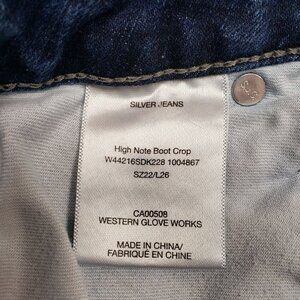 SILVER JEANS
High Note Boot Crop
W44216SDK228 1004867
SZ22/L26
CA00508
WESTERN GLOVE WORKS
MADE IN CHINA/
FABRIQUÉ EN CHINE